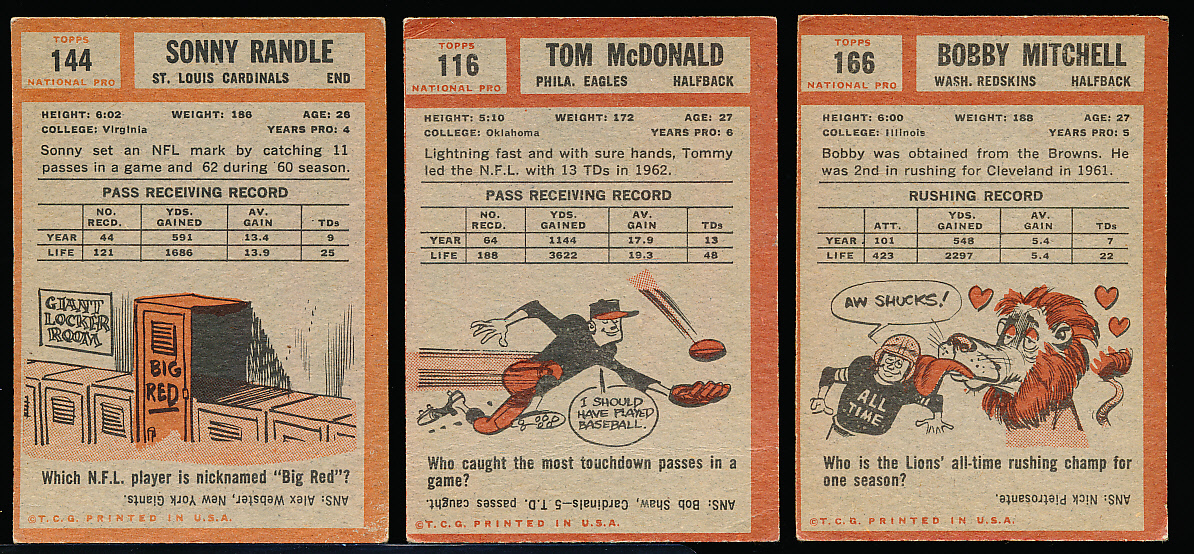 TOPPS
144
NATIONAL PRO
SONNY RANDLE
ST. LOUIS CARDINALS END
HEIGHT: 6:02 WEIGHT: 186 AGE: 26
COLLEGE: Virginia YEARS PRO: 4
Sonny set an NFL mark by catching 11
passes in a game and 62 during '60 season.
PASS RECEIVING RECORD
NO. RECD. YDS. GAINED AV. GAIN TDs
YEAR 44 591 13.4 9
LIFE 121 1686 13.9 25
GIANT
LOCKER
ROOM
BIG
RED
Which N.F.L. player is nicknamed "Big Red"?
ANS: Alex Webster, New York Giants.
©T.C.G. PRINTED IN U.S.A.
TOPPS
116
NATIONAL PRO
TOM McDONALD
PHILA. EAGLES HALFBACK
HEIGHT: 5:10 WEIGHT: 172 AGE: 27
COLLEGE: Oklahoma YEARS PRO: 6
Lightning fast and with sure hands, Tommy
led the N.F.L. with 13 TDs in 1962.
PASS RECEIVING RECORD
NO. RECD. YDS. GAINED AV. GAIN TDs
YEAR 64 1144 17.9 13
LIFE 188 3622 19.3 48
I SHOULD
HAVE PLAYED
BASEBALL.
Who caught the most touchdown passes in a
game?
ANS: Bob Shaw, Cardinals—5 T.D. passes caught.
©T.C.G. PRINTED IN U.S.A.
TOPPS
166
NATIONAL PRO
BOBBY MITCHELL
WASH. REDSKINS HALFBACK
HEIGHT: 6:00 WEIGHT: 188 AGE: 27
COLLEGE: Illinois YEARS PRO: 5
Bobby was obtained from the Browns. He
was 2nd in rushing for Cleveland in 1961.
RUSHING RECORD
ATT. YDS. GAINED AV. GAIN TDs
YEAR 101 548 5.4 7
LIFE 423 2297 5.4 22
AW SHUCKS!
ALL
TIME
Who is the Lions' all-time rushing champ for
one season?
ANS: Nick Pietrosante.
©T.C.G. PRINTED IN U.S.A.